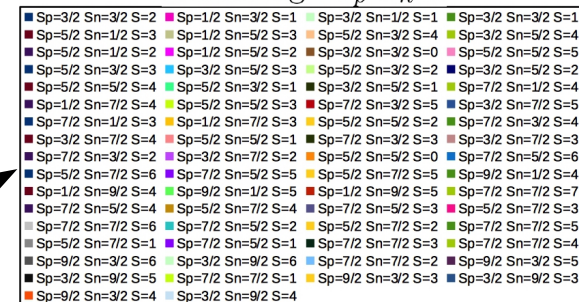 Sp=3/2 Sn=3/2 S=2 Sp=1/2 Sn=3/2 S=1 Sp=3/2 Sn=1/2 S=1 Sp=3/2 Sn=3/2 S=1
Sp=5/2 Sn=1/2 S=3 Sp=1/2 Sn=5/2 S=3 Sp=5/2 Sn=3/2 S=4 Sp=3/2 Sn=5/2 S=4
Sp=5/2 Sn=1/2 S=2 Sp=1/2 Sn=5/2 S=2 Sp=3/2 Sn=3/2 S=0 Sp=5/2 Sn=5/2 S=5
Sp=5/2 Sn=3/2 S=3 Sp=3/2 Sn=5/2 S=3 Sp=5/2 Sn=3/2 S=2 Sp=3/2 Sn=5/2 S=2
Sp=5/2 Sn=5/2 S=4 Sp=5/2 Sn=3/2 S=1 Sp=3/2 Sn=5/2 S=1 Sp=7/2 Sn=1/2 S=4
Sp=1/2 Sn=7/2 S=4 Sp=5/2 Sn=5/2 S=3 Sp=7/2 Sn=3/2 S=5 Sp=3/2 Sn=7/2 S=5
Sp=7/2 Sn=1/2 S=3 Sp=1/2 Sn=7/2 S=3 Sp=5/2 Sn=5/2 S=2 Sp=7/2 Sn=3/2 S=4
Sp=3/2 Sn=7/2 S=4 Sp=5/2 Sn=5/2 S=1 Sp=7/2 Sn=3/2 S=3 Sp=3/2 Sn=7/2 S=3
Sp=7/2 Sn=3/2 S=2 Sp=3/2 Sn=7/2 S=2 Sp=5/2 Sn=5/2 S=0 Sp=7/2 Sn=5/2 S=6
Sp=5/2 Sn=7/2 S=6 Sp=7/2 Sn=5/2 S=5 Sp=5/2 Sn=7/2 S=5 Sp=9/2 Sn=1/2 S=4
Sp=1/2 Sn=9/2 S=4 Sp=9/2 Sn=1/2 S=5 Sp=1/2 Sn=9/2 S=5 Sp=7/2 Sn=7/2 S=7
Sp=7/2 Sn=5/2 S=4 Sp=5/2 Sn=7/2 S=4 Sp=7/2 Sn=5/2 S=3 Sp=5/2 Sn=7/2 S=3
Sp=7/2 Sn=7/2 S=6 Sp=7/2 Sn=5/2 S=2 Sp=5/2 Sn=7/2 S=2 Sp=7/2 Sn=7/2 S=5
Sp=5/2 Sn=7/2 S=1 Sp=7/2 Sn=5/2 S=1 Sp=7/2 Sn=7/2 S=3 Sp=7/2 Sn=7/2 S=4
Sp=9/2 Sn=3/2 S=6 Sp=3/2 Sn=9/2 S=6 Sp=7/2 Sn=7/2 S=2 Sp=9/2 Sn=3/2 S=5
Sp=3/2 Sn=9/2 S=5 Sp=7/2 Sn=7/2 S=1 Sp=9/2 Sn=3/2 S=3 Sp=3/2 Sn=9/2 S=3
Sp=9/2 Sn=3/2 S=4 Sp=3/2 Sn=9/2 S=4